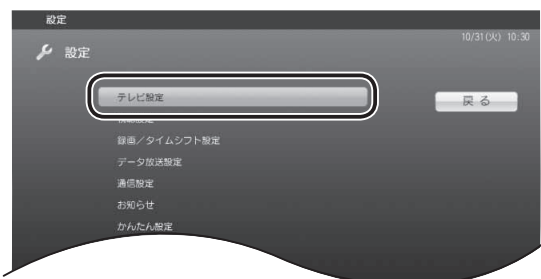 設定
10/31(火) 10:30
設定
テレビ設定
戻る
録画／タイムシフト設定
データ放送設定
通信設定
お知らせ
かんたん設定